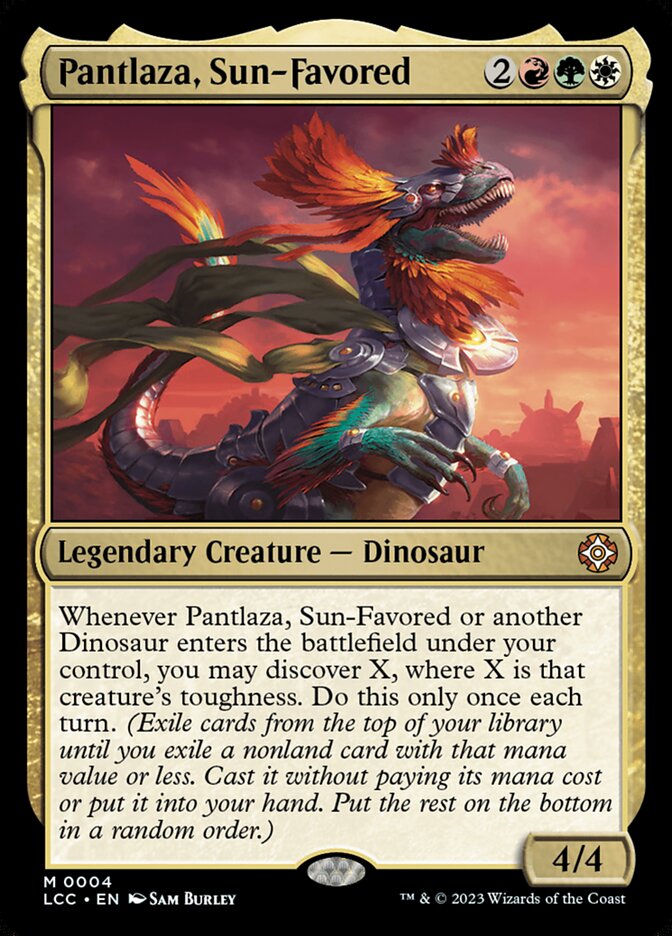 Pantlaza, Sun-Favored 2
Legendary Creature — Dinosaur
Whenever Pantlaza, Sun-Favored or another
Dinosaur enters the battlefield under your
control, you may discover X, where X is that
creature's toughness. Do this only once each
turn. (Exile cards from the top of your library
until you exile a nonland card with that mana
value or less. Cast it without paying its mana cost
or put it into your hand. Put the rest on the bottom
in a random order.)
4/4
M 0004
LCC • EN Sam Burley
™ & © 2023 Wizards of the Coast